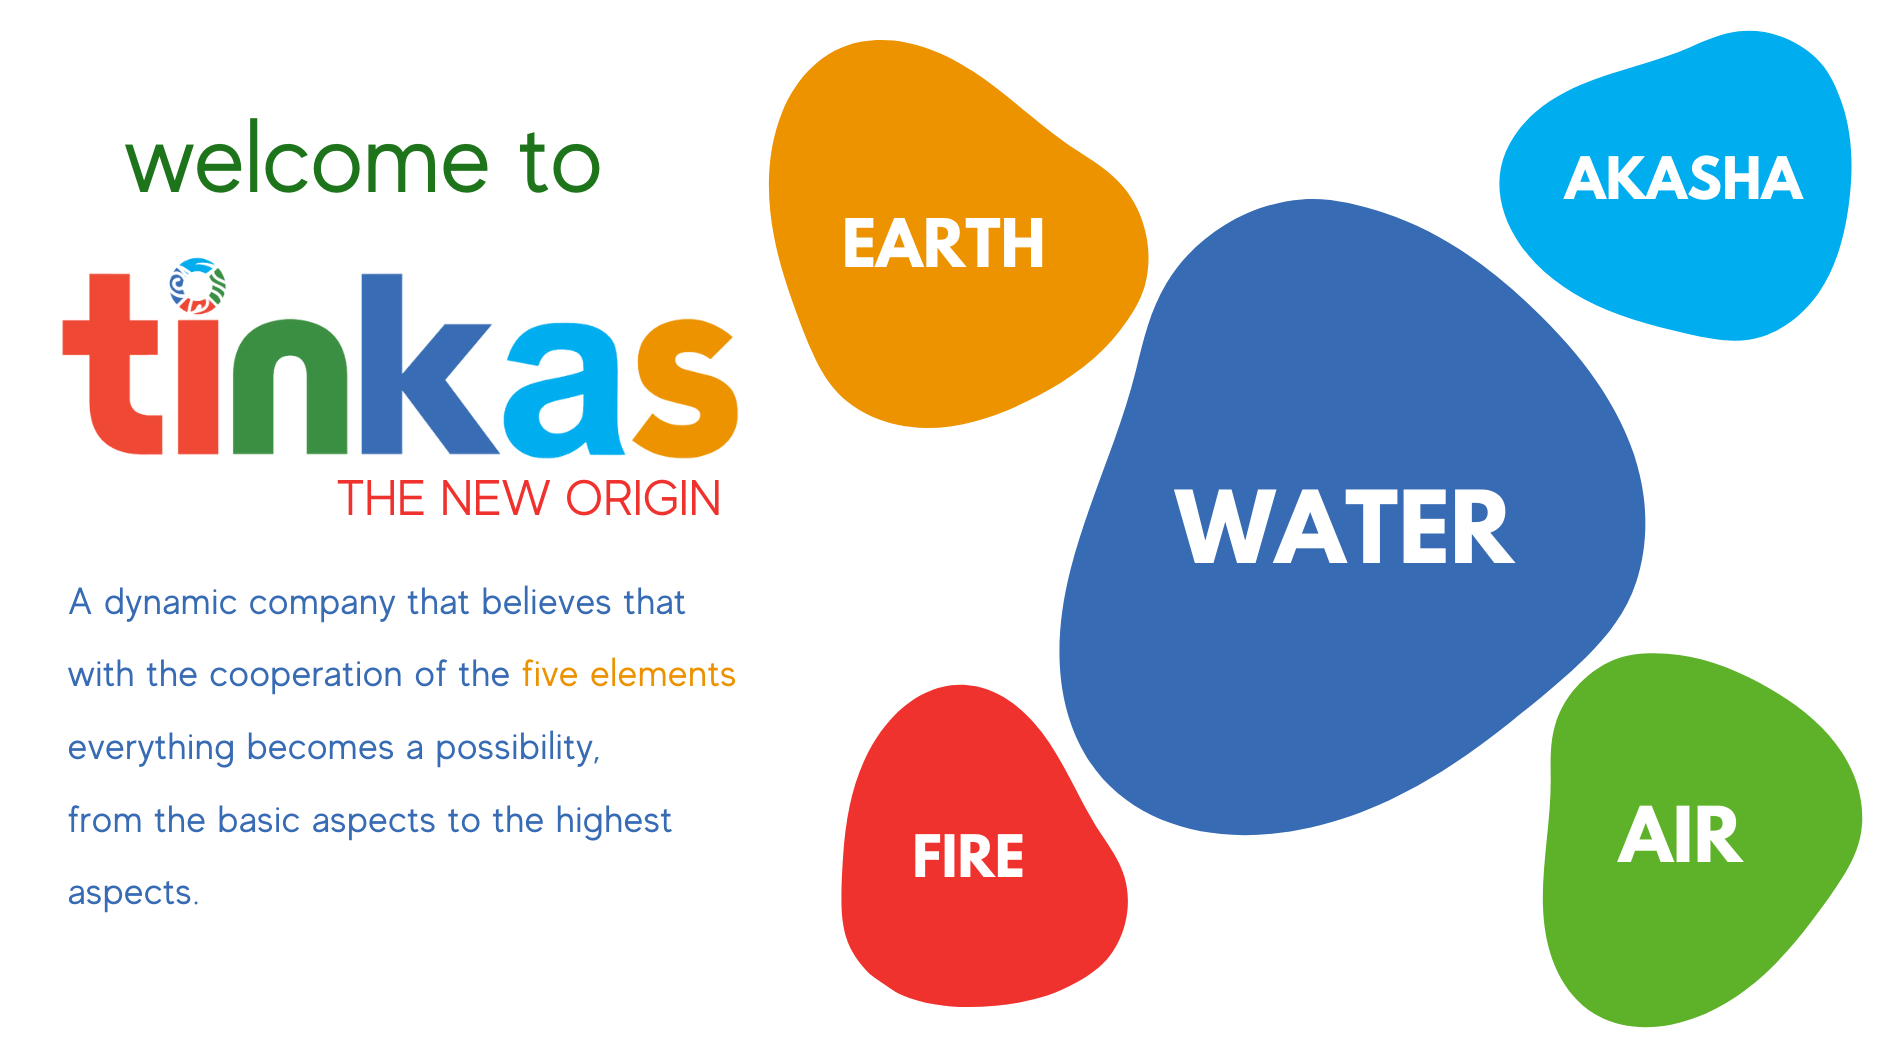 welcome to
tinkas
THE NEW ORIGIN
A dynamic company that believes that
with the cooperation of the five elements
everything becomes a possibility,
from the basic aspects to the highest
aspects.
EARTH
AKASHA
WATER
FIRE
AIR